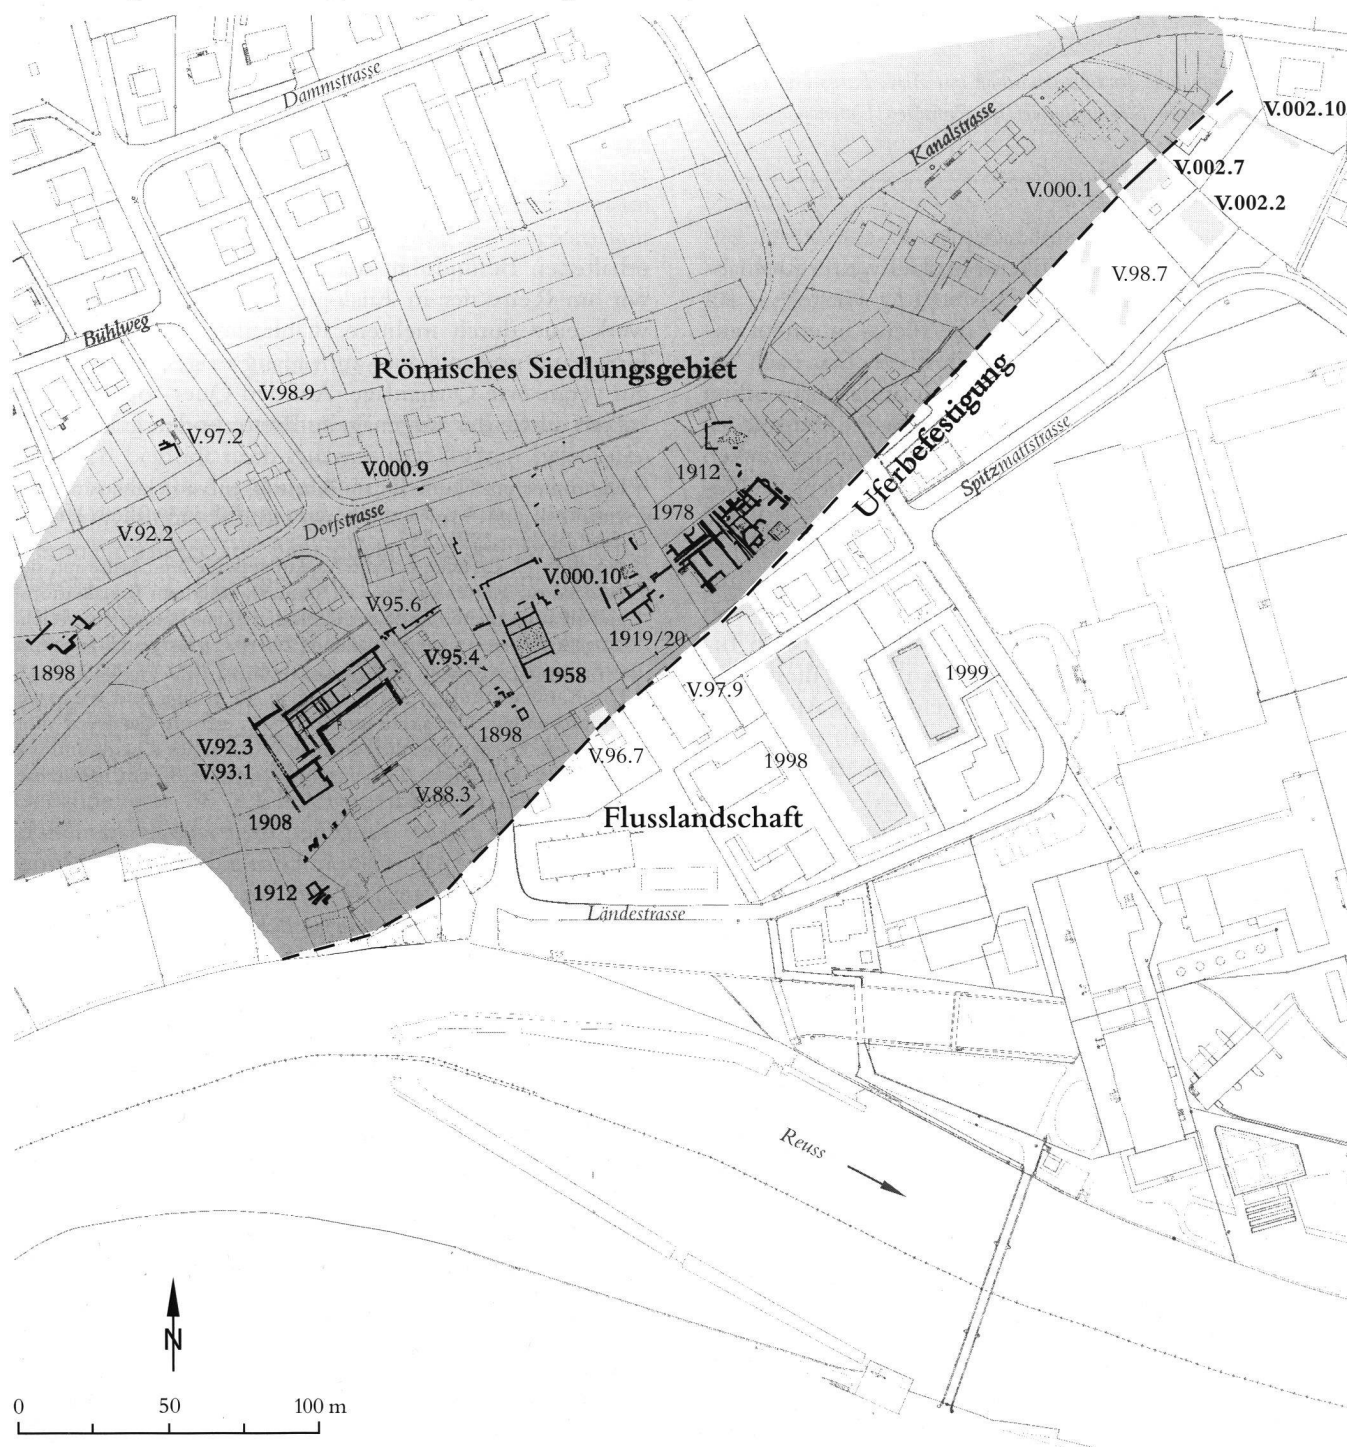 Dammstrasse
Kanalstrasse
V.002.10
V.002.7
V.000.1
V.002.2
V.98.7
Bühlweg
Römisches Siedlungsgebiet
V.98.9
Uferbefestigung
V.97.2
V.000.9
1912
Spitzmattstrasse
1978
Dorfstrasse
V.92.2
V.000.10
V.95.6
1919/20
V.95.4
1898
1958
1999
V.97.9
1898
V.92.3
V.93.1
V.96.7
1998
V.88.3
1908
Flusslandschaft
1912
Ländestrasse
Reuss
N
0 50 100 m